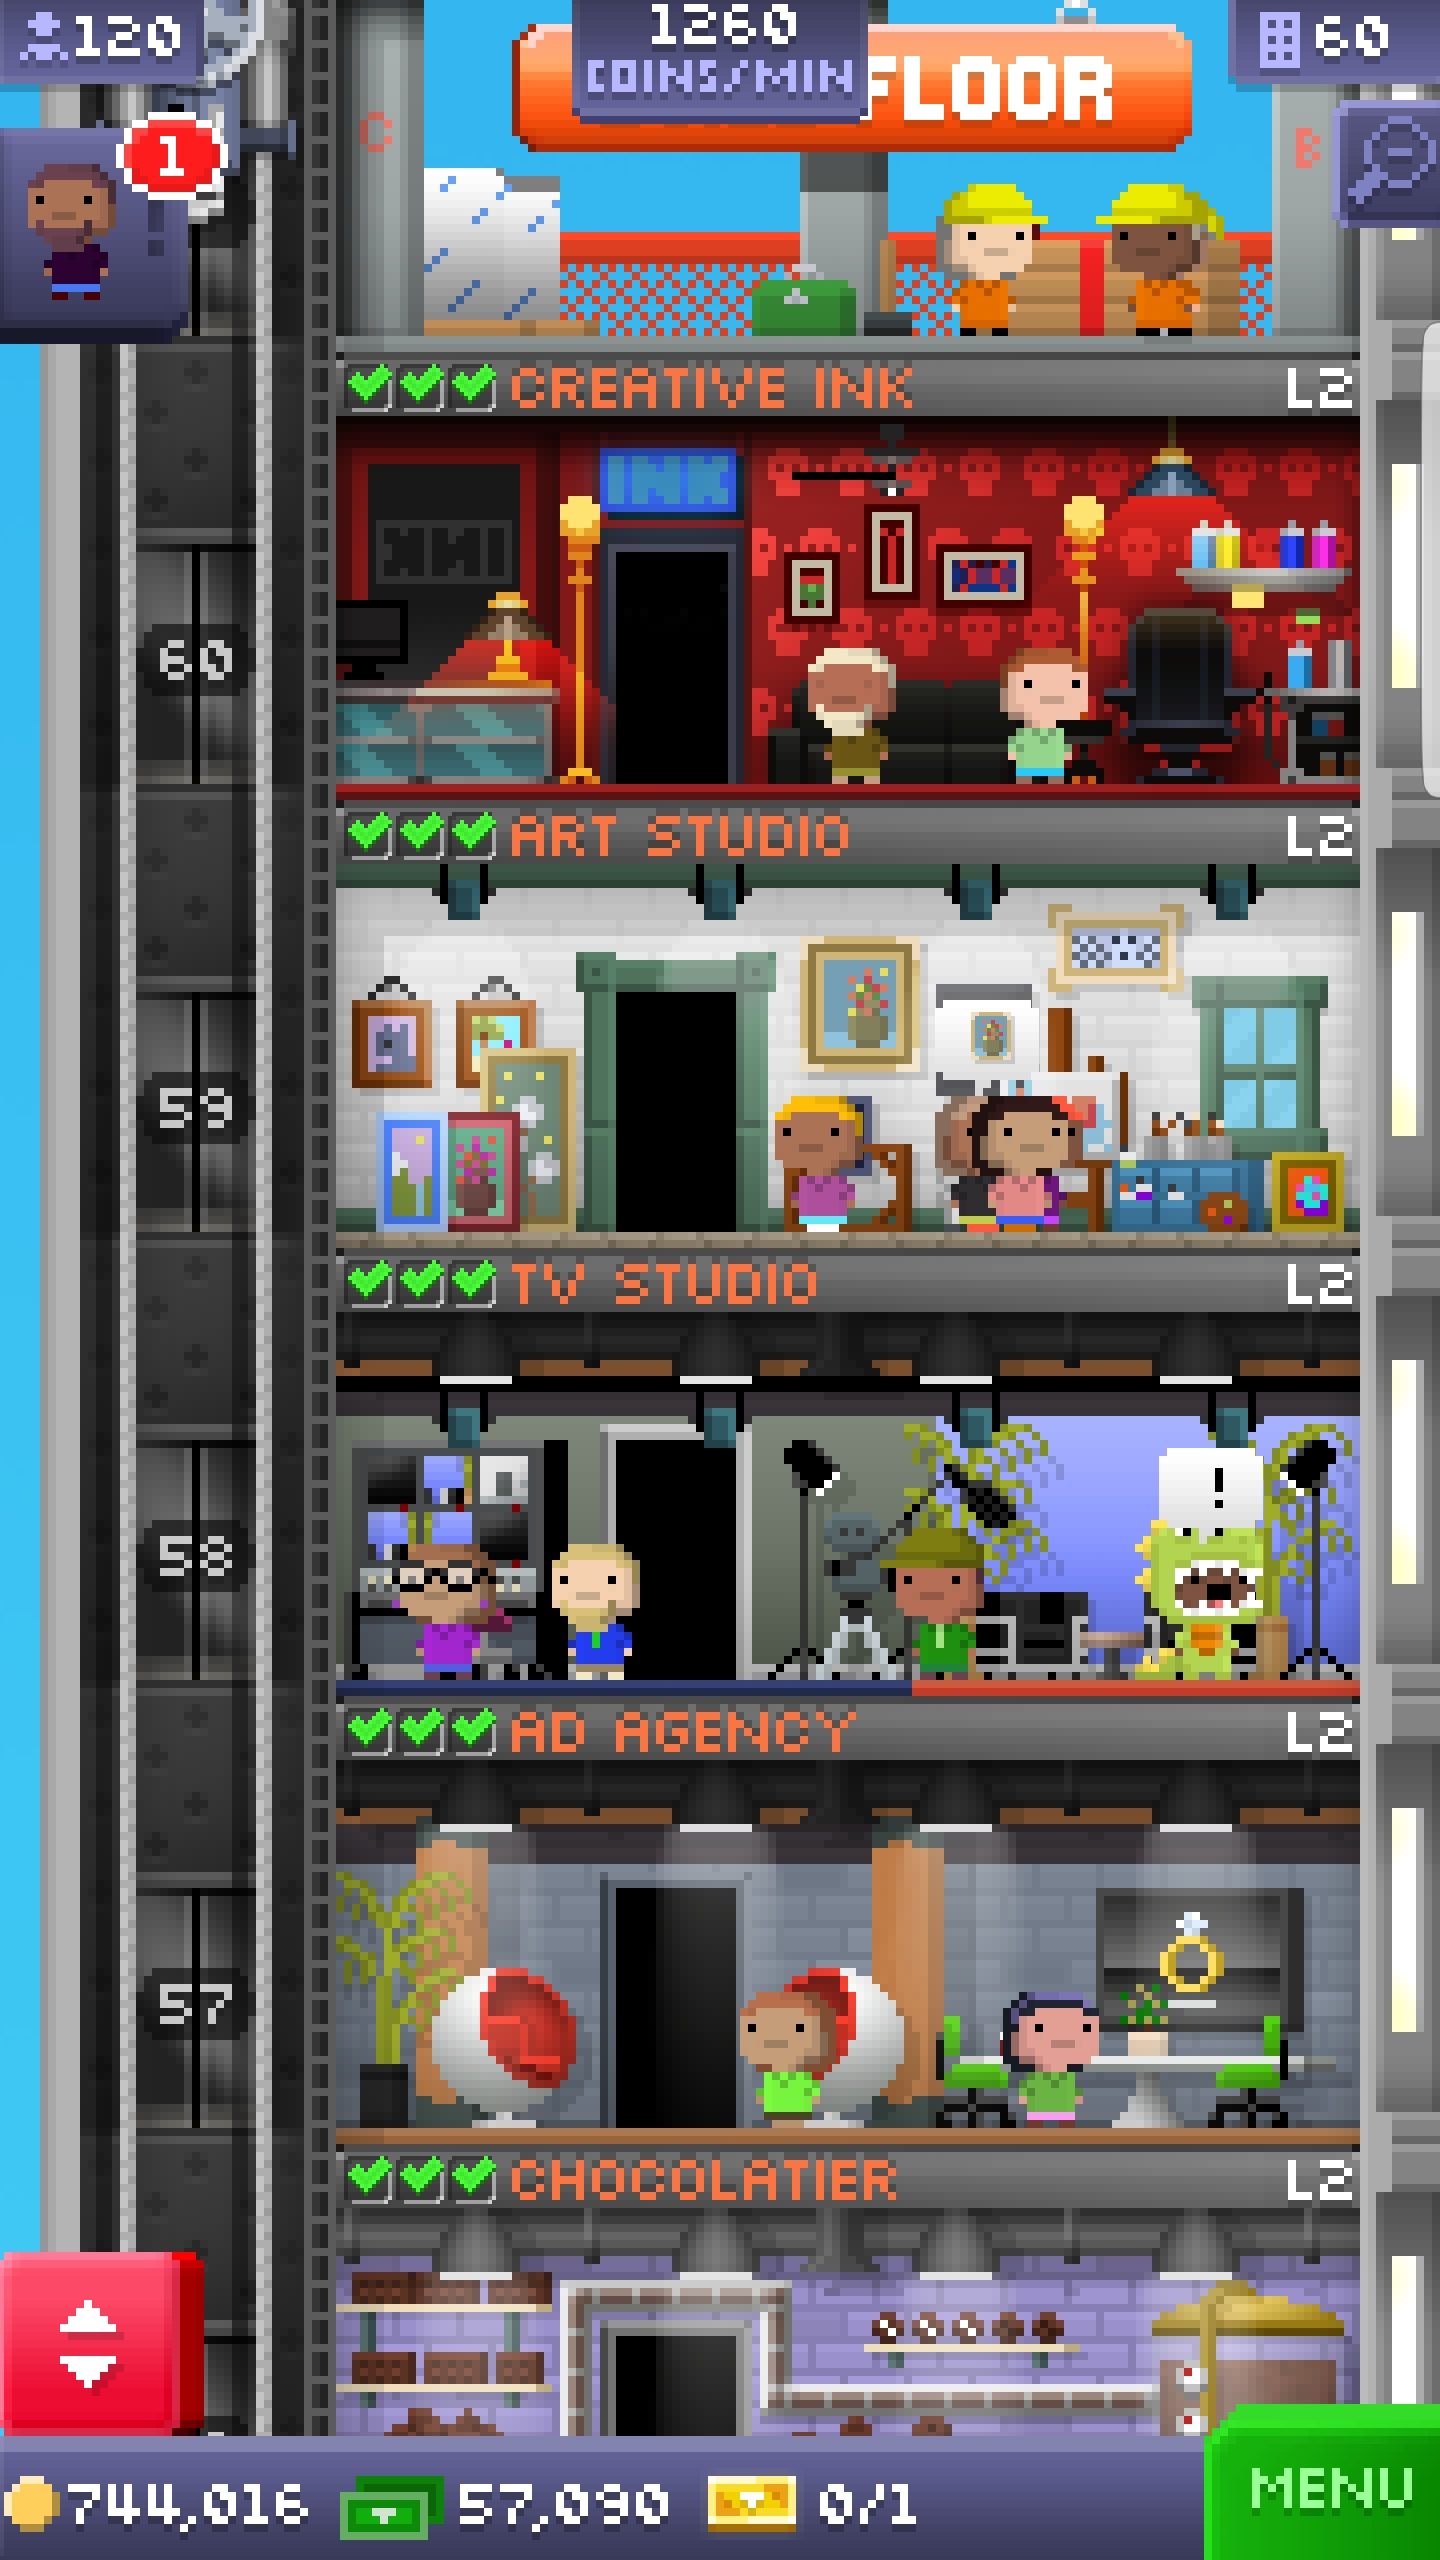 120
1260
COINS/MIN
60
FLOOR
C
B
1
CREATIVE INK
L2
INK
60
ART STUDIO
L2
59
TV STUDIO
L2
!
58
AD AGENCY
L2
57
CHOCOLATIER
L2
744,016
57,090
0/1
MENU